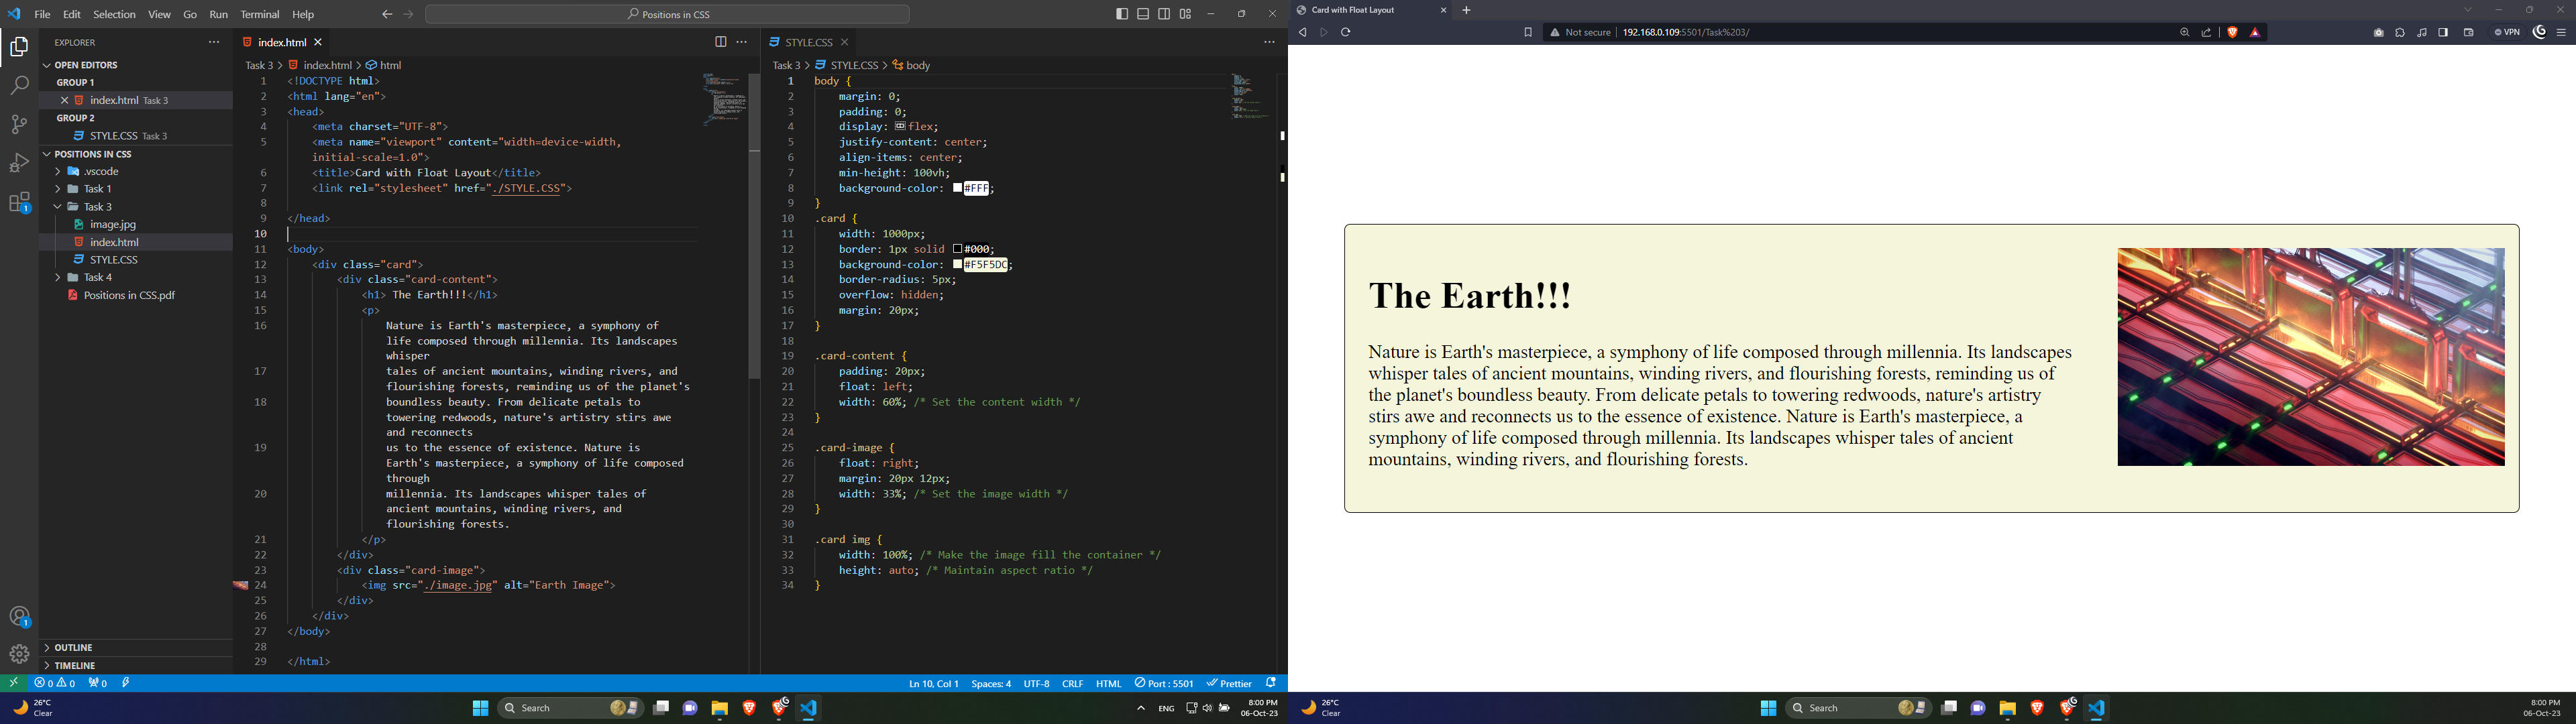 File Edit Selection View Go Run Terminal Help
Positions in CSS
EXPLORER
OPEN EDITORS
GROUP 1
index.html Task 3
GROUP 2
STYLE.CSS Task 3
POSITIONS IN CSS
.vscode
Task 1
Task 3
image.jpg
index.html
STYLE.CSS
Task 4
Positions in CSS.pdf
OUTLINE
TIMELINE
1
1
index.html
Task 3 > index.html > html
1 <!DOCTYPE html>
2 <html lang="en">
3 <head>
4 <meta charset="UTF-8">
5 <meta name="viewport" content="width=device-width,
initial-scale=1.0">
6 <title>Card with Float Layout</title>
7 <link rel="stylesheet" href="./STYLE.CSS">
8
9 </head>
10
11 <body>
12 <div class="card">
13 <div class="card-content">
14 <h1> The Earth!!!</h1>
15 <p>
16 Nature is Earth's masterpiece, a symphony of
life composed through millennia. Its landscapes
whisper
17 tales of ancient mountains, winding rivers, and
flourishing forests, reminding us of the planet's
18 boundless beauty. From delicate petals to
towering redwoods, nature's artistry stirs awe
and reconnects
19 us to the essence of existence. Nature is
Earth's masterpiece, a symphony of life composed
through
20 millennia. Its landscapes whisper tales of
ancient mountains, winding rivers, and
flourishing forests.
21 </p>
22 </div>
23 <div class="card-image">
24 <img src="./image.jpg" alt="Earth Image">
25 </div>
26 </div>
27 </body>
28
29 </html>
STYLE.CSS
Task 3 > STYLE.CSS > body
1 body {
2 margin: 0;
3 padding: 0;
4 display: flex;
5 justify-content: center;
6 align-items: center;
7 min-height: 100vh;
8 background-color: #FFF;
9 }
10 .card {
11 width: 1000px;
12 border: 1px solid #000;
13 background-color: #F5F5DC;
14 border-radius: 5px;
15 overflow: hidden;
16 margin: 20px;
17 }
18
19 .card-content {
20 padding: 20px;
21 float: left;
22 width: 60%; /* Set the content width */
23 }
24
25 .card-image {
26 float: right;
27 margin: 20px 12px;
28 width: 33%; /* Set the image width */
29 }
30
31 .card img {
32 width: 100%; /* Make the image fill the container */
33 height: auto; /* Maintain aspect ratio */
34 }
0 0 0
Ln 10, Col 1 Spaces: 4 UTF-8 CRLF HTML Port : 5501 Prettier
26°C
Clear
Search
ENG
8:00 PM
06-Oct-23
Card with Float Layout
Not secure 192.168.0.109:5501/Task%203/
VPN
The Earth!!!
Nature is Earth's masterpiece, a symphony of life composed through millennia. Its landscapes
whisper tales of ancient mountains, winding rivers, and flourishing forests, reminding us of
the planet's boundless beauty. From delicate petals to towering redwoods, nature's artistry
stirs awe and reconnects us to the essence of existence. Nature is Earth's masterpiece, a
symphony of life composed through millennia. Its landscapes whisper tales of ancient
mountains, winding rivers, and flourishing forests.
26°C
Clear
Search
8:00 PM
06-Oct-23